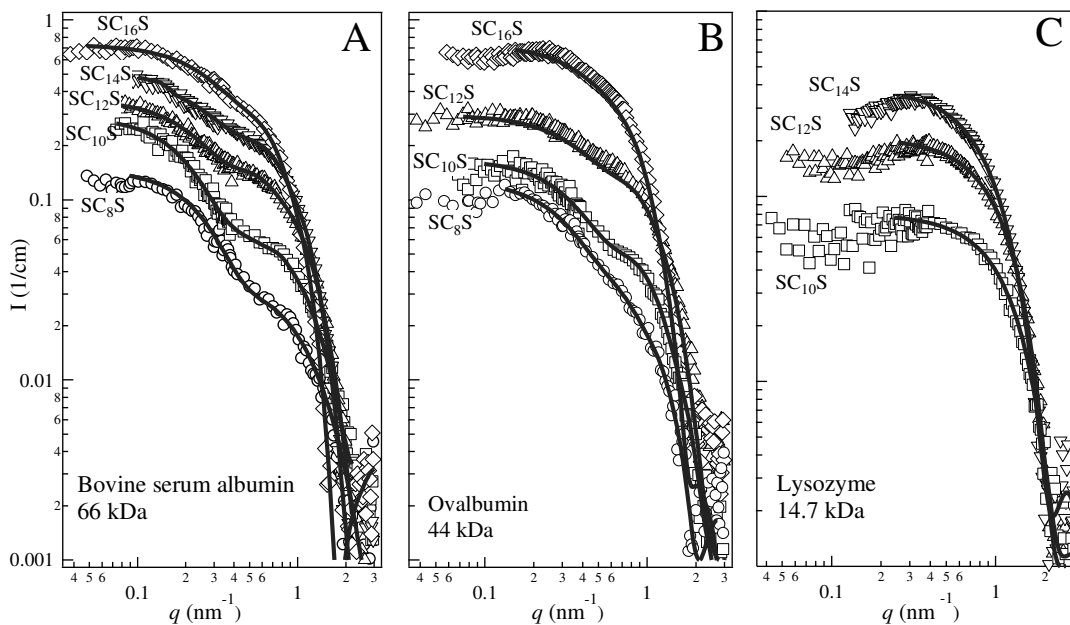 A
B
C
1
8
6
4
2
0.1
8
6
4
2
0.01
8
6
4
2
0.001
I (1/cm)
SC₁₆S
SC₁₄S
SC₁₂S
SC₁₀S
SC₈S
Bovine serum albumin
66 kDa
4 5 6 2 3 4 5 6 2 3
0.1 1
q (nm⁻¹)
SC₁₆S
SC₁₂S
SC₁₀S
SC₈S
Ovalbumin
44 kDa
4 5 6 2 3 4 5 6 2 3
0.1 1
q (nm⁻¹)
SC₁₄S
SC₁₂S
SC₁₀S
Lysozyme
14.7 kDa
4 5 6 2 3 4 5 6 2 3
0.1 1
q (nm⁻¹)